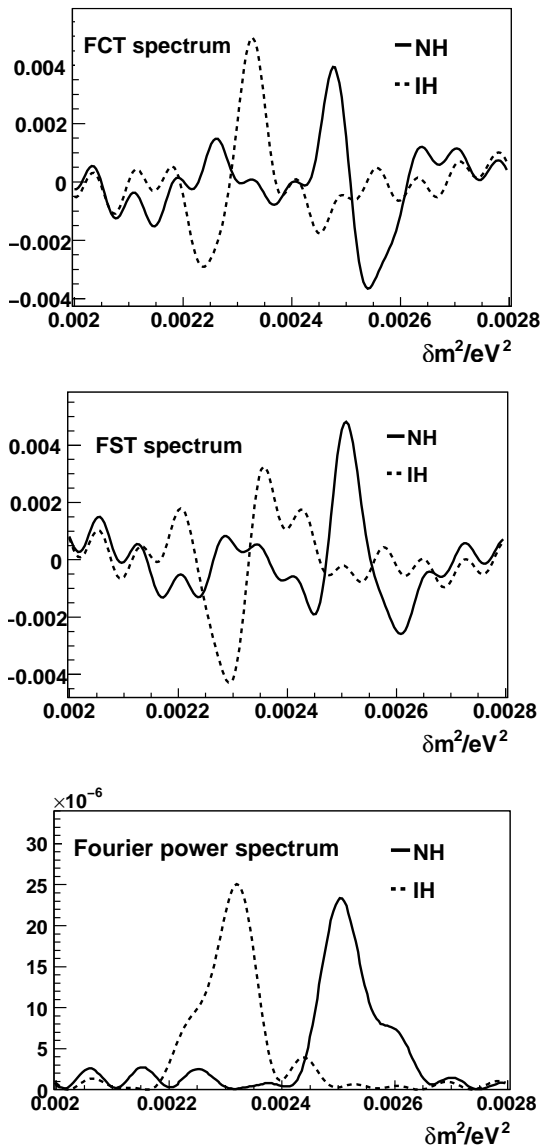 FCT spectrum
NH
IH
0.004
0.002
0
−0.002
−0.004
0.002 0.0022 0.0024 0.0026 0.0028
δm²/eV²
FST spectrum
NH
IH
0.004
0.002
0
-0.002
-0.004
0.002 0.0022 0.0024 0.0026 0.0028
δm²/eV²
×10⁻⁶
Fourier power spectrum
NH
IH
30
25
20
15
10
5
0
0.002 0.0022 0.0024 0.0026 0.0028
δm²/eV²